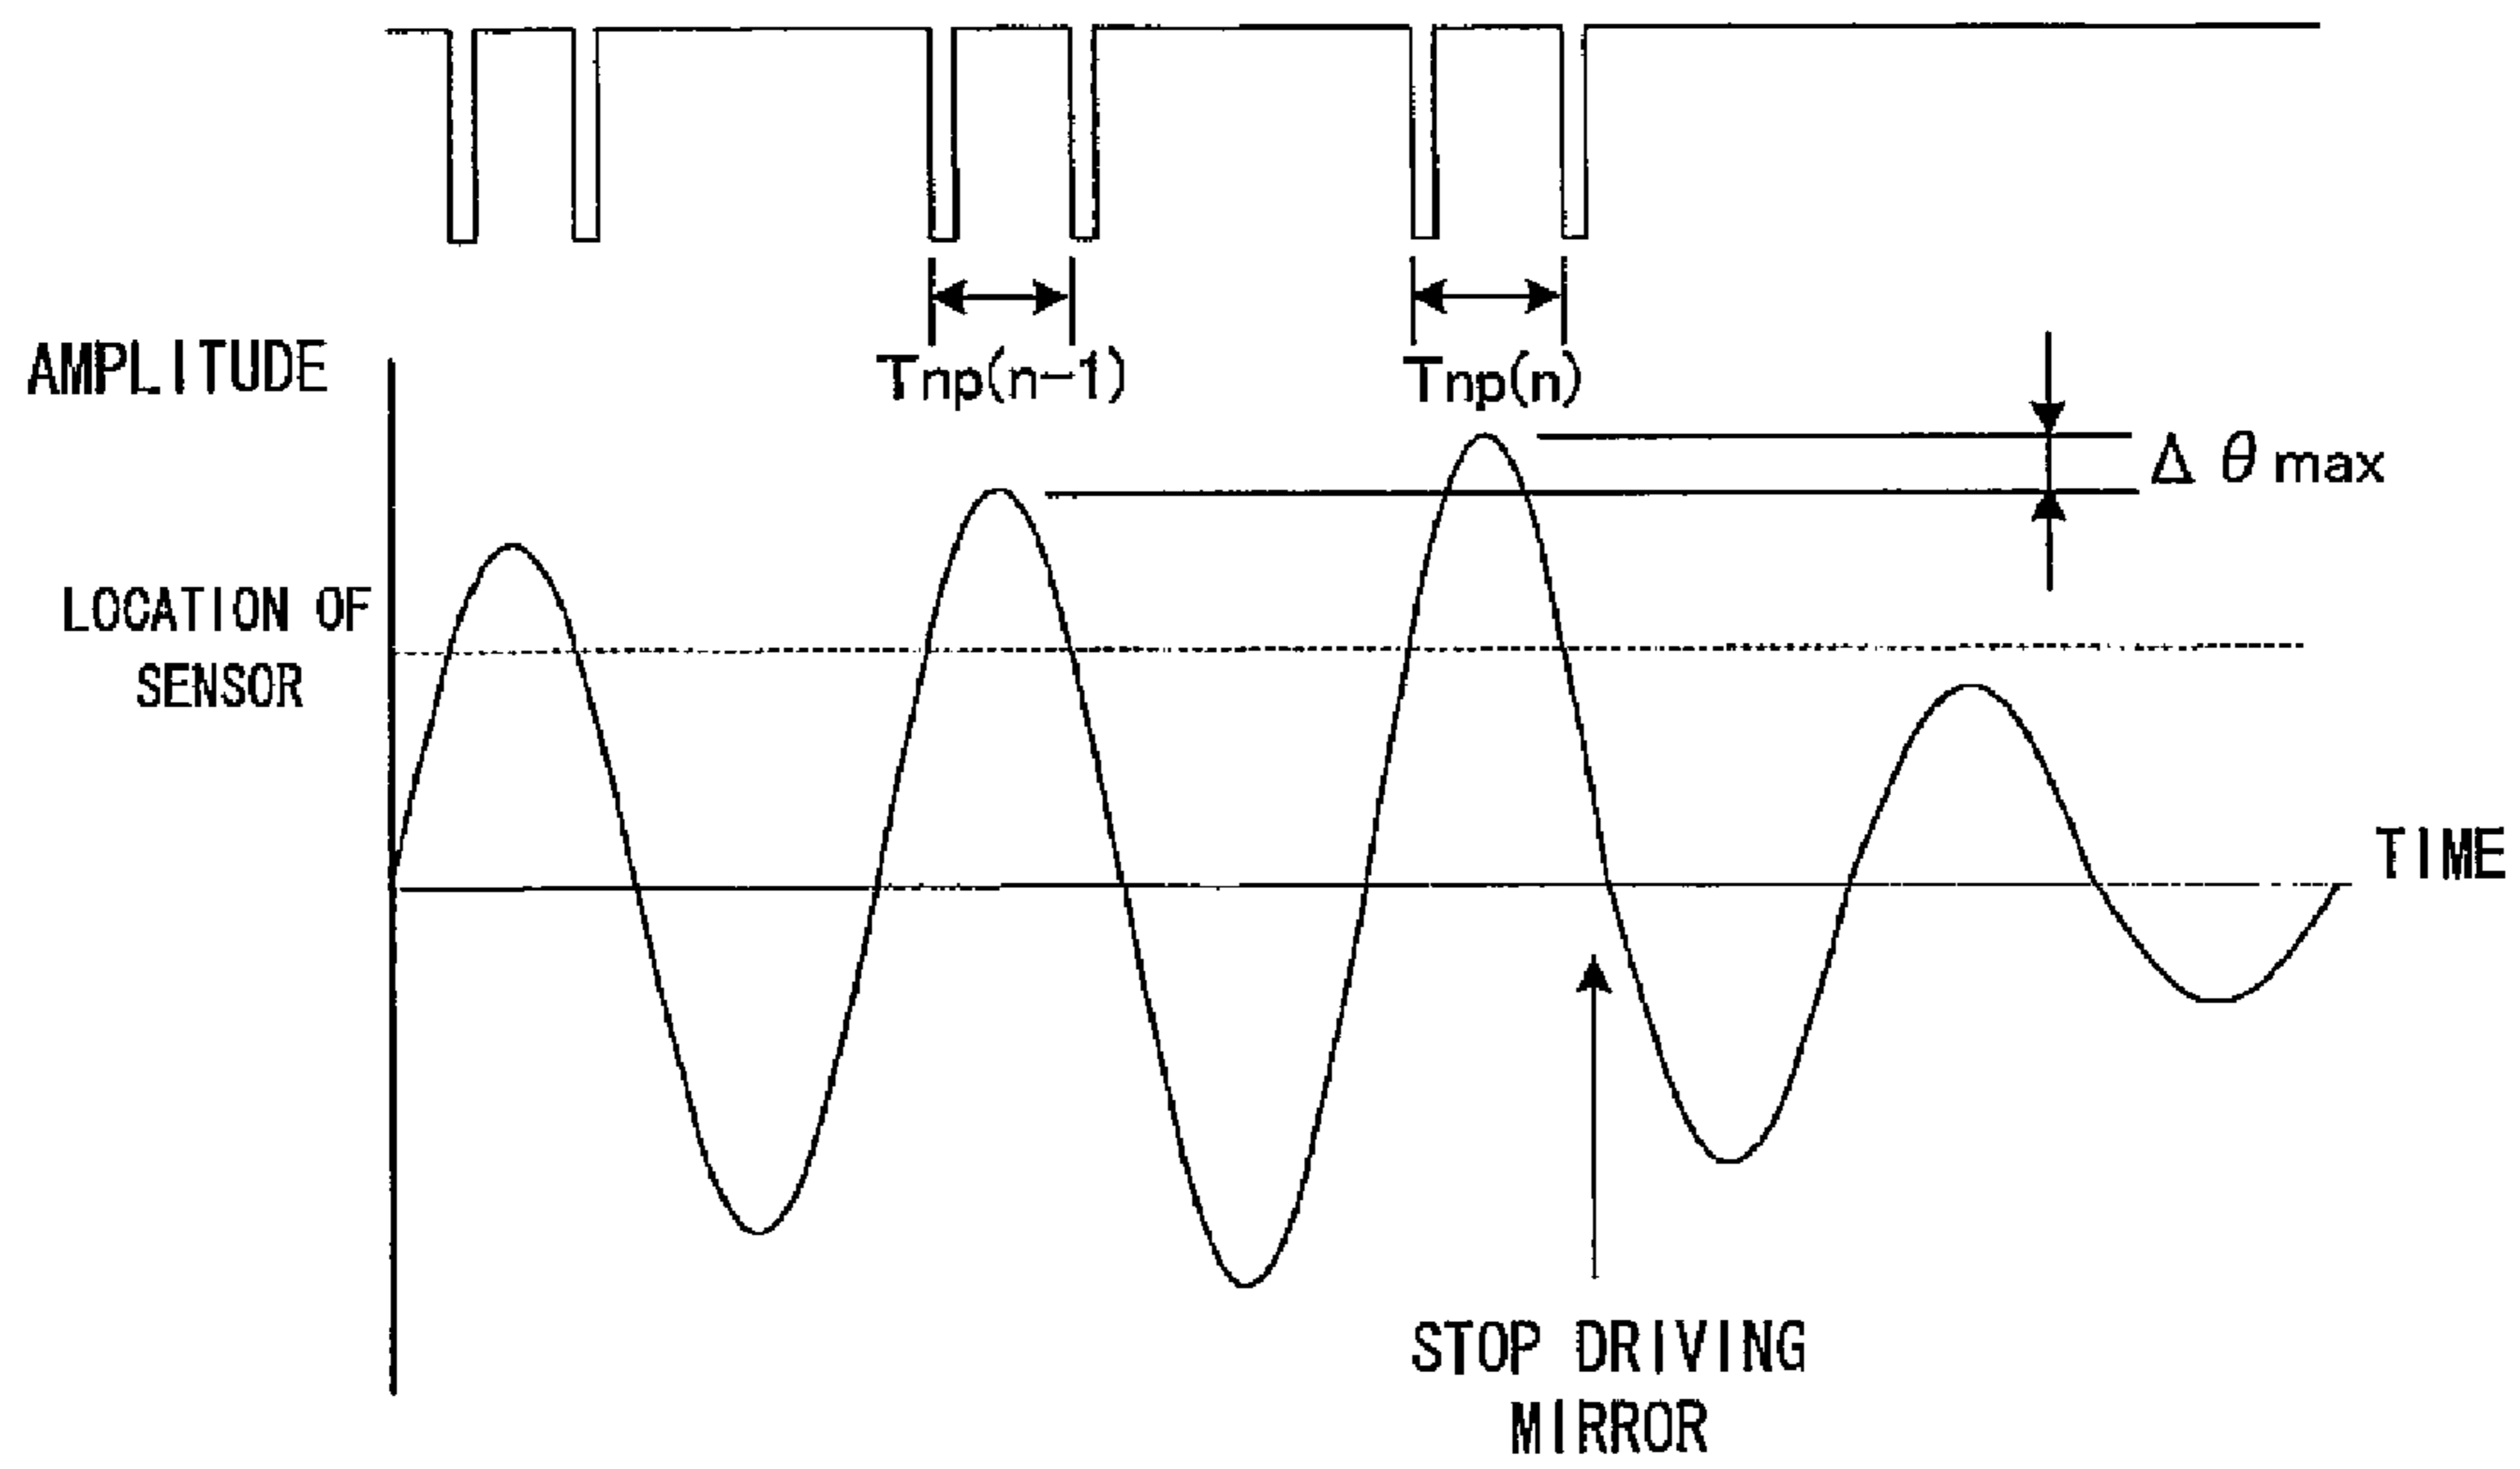 Tnp(n-1)
Tnp(n)
AMPLITUDE
Δ θ max
LOCATION OF
SENSOR
TIME
STOP DRIVING
MIRROR